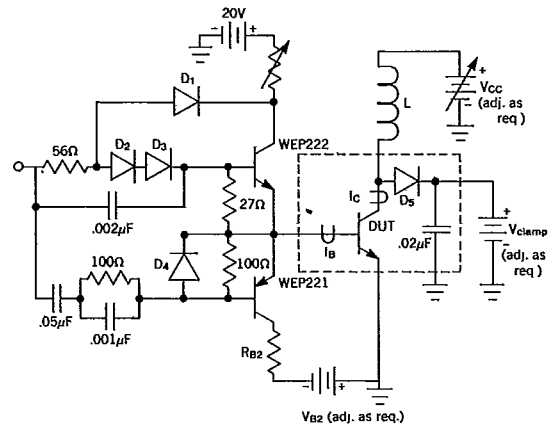 20V
- +
D1
VCC
+
-
(adj. as
req)
L
56Ω
D2
D3
WEP222
.002μF
27Ω
IC
D5
DUT
IB
.02μF
+
Vclamp
-
(adj. as
req)
D4
100Ω
WEP221
100Ω
.05μF
.001μF
RB2
- +
VB2 (adj. as req.)